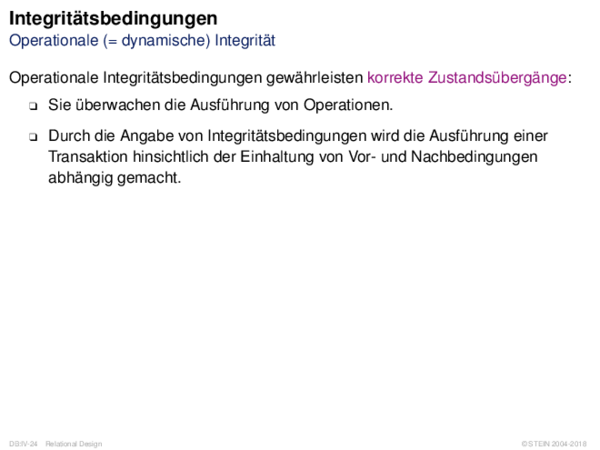 Integritätsbedingungen
Operationale (= dynamische) Integrität
Operationale Integritätsbedingungen gewährleisten korrekte Zustandsübergänge:
❑ Sie überwachen die Ausführung von Operationen.
❑ Durch die Angabe von Integritätsbedingungen wird die Ausführung einer
Transaktion hinsichtlich der Einhaltung von Vor- und Nachbedingungen
abhängig gemacht.
DB:IV-24 Relational Design
© STEIN 2004-2018